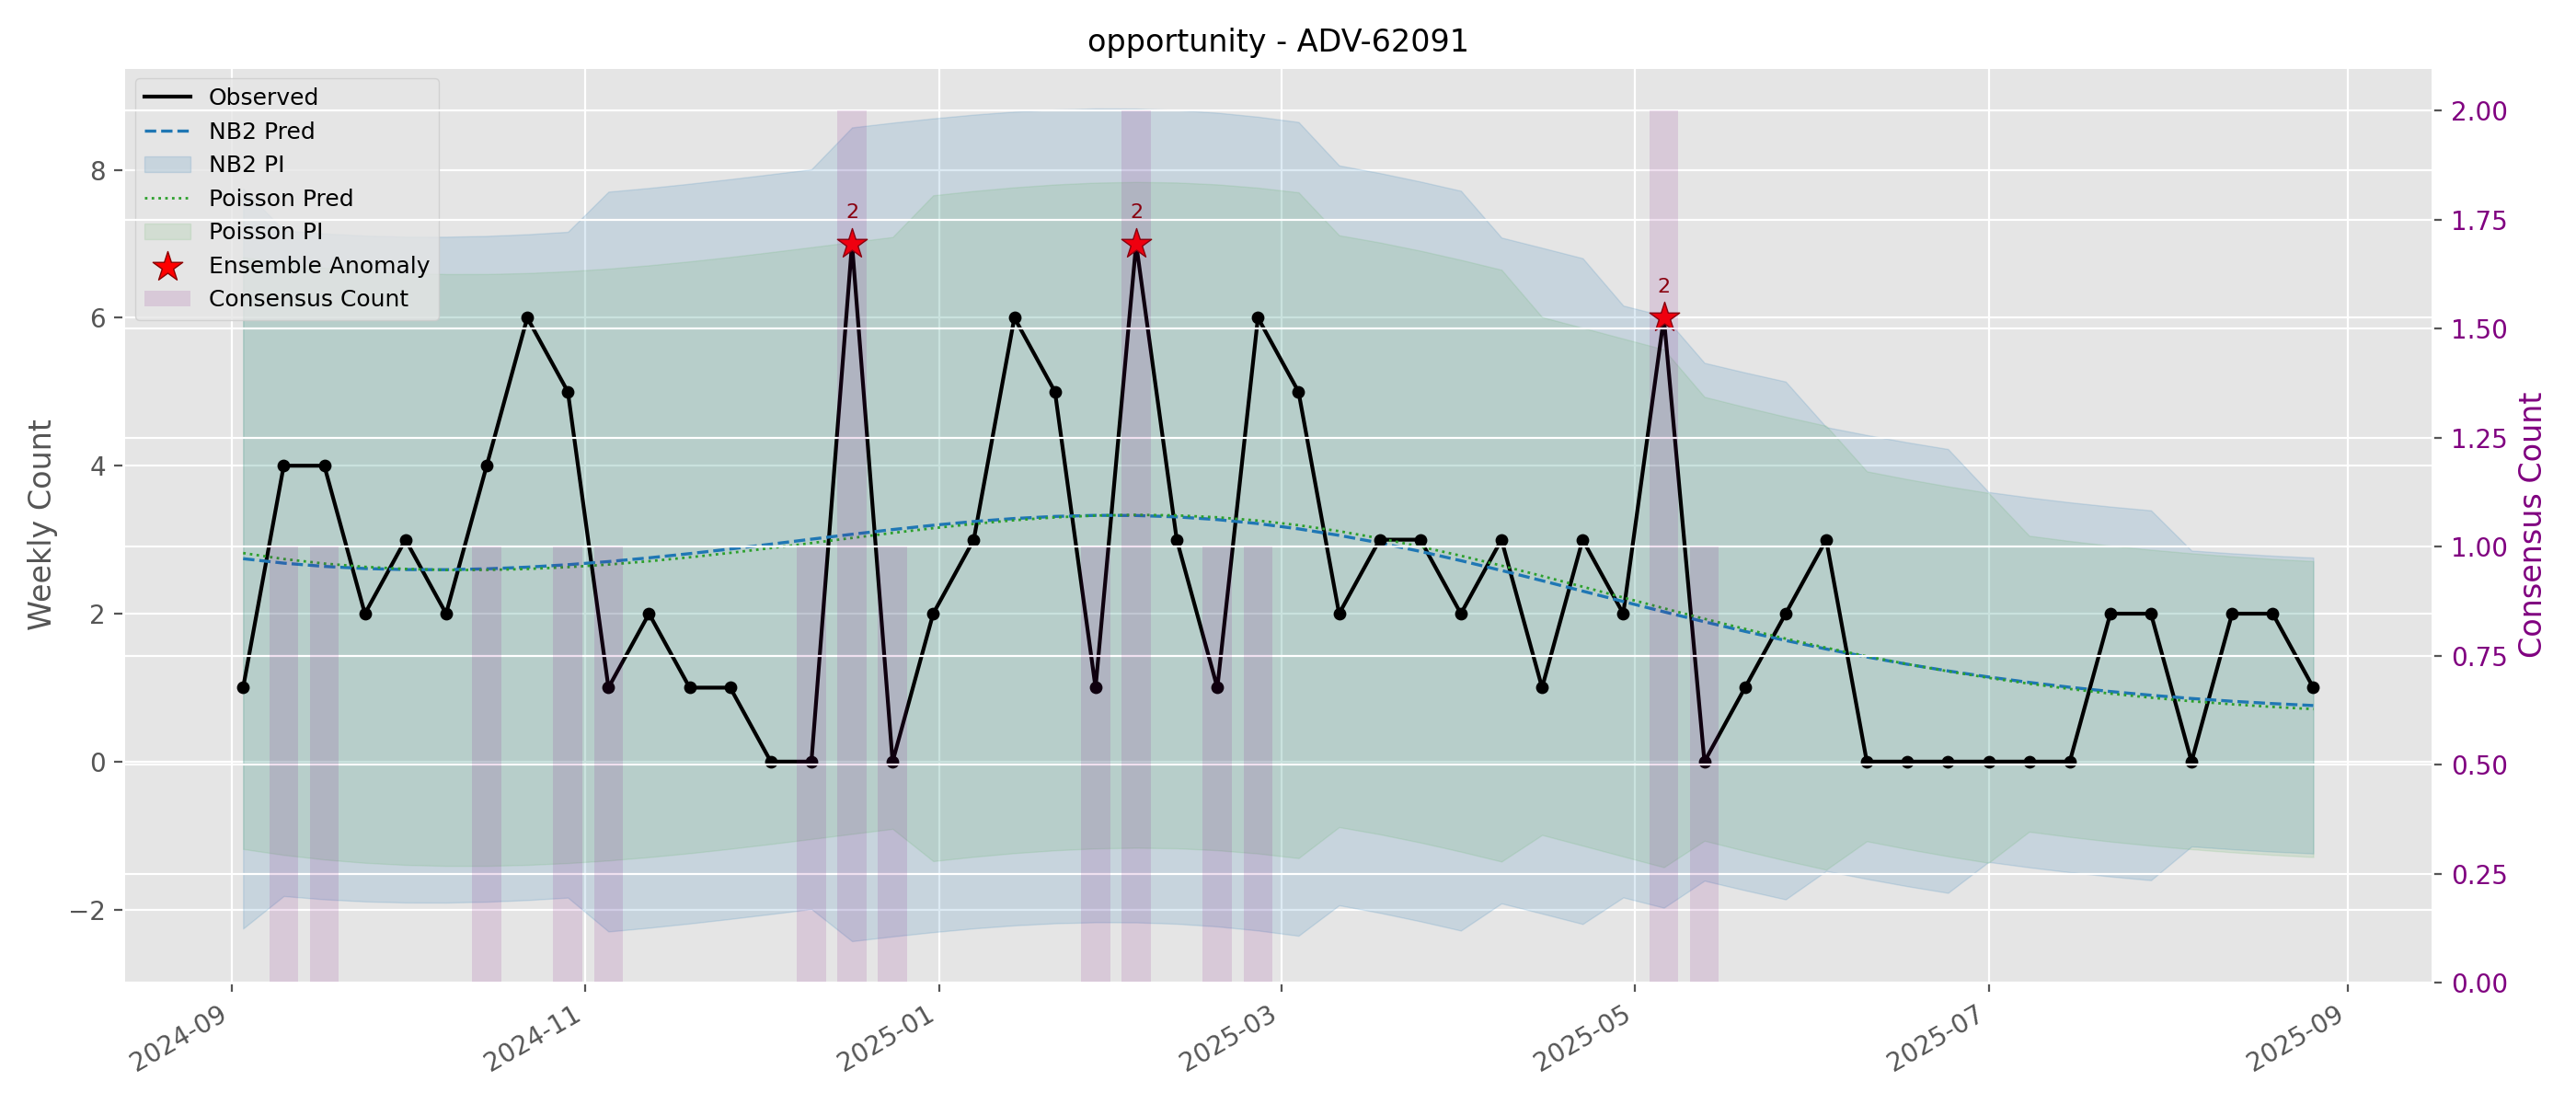 opportunity - ADV-62091
Observed
NB2 Pred
NB2 PI
Poisson Pred
Poisson PI
Ensemble Anomaly
Consensus Count
Weekly Count
8
6
4
2
0
−2
2
2
2
2.00
1.75
1.50
1.25
1.00
0.75
0.50
0.25
0.00
Consensus Count
2024-09
2024-11
2025-01
2025-03
2025-05
2025-07
2025-09